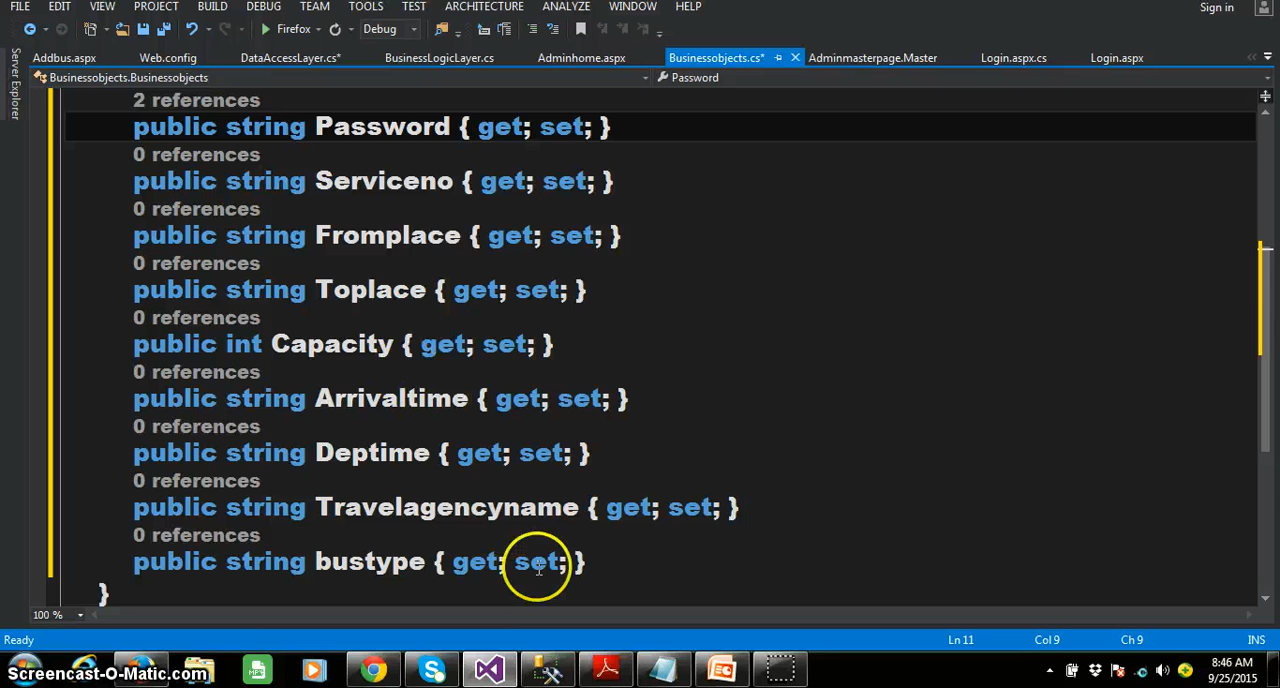 FILE EDIT VIEW PROJECT BUILD DEBUG TEAM TOOLS TEST ARCHITECTURE ANALYZE WINDOW HELP Sign in
Firefox Debug
Addbus.aspx Web.config DataAccessLayer.cs* BusinessLogicLayer.cs Adminhome.aspx Businessobjects.cs* Adminmasterpage.Master Login.aspx.cs Login.aspx
Server Explorer
Businessobjects.Businessobjects Password
2 references
public string Password { get; set; }
0 references
public string Serviceno { get; set; }
0 references
public string Fromplace { get; set; }
0 references
public string Toplace { get; set; }
0 references
public int Capacity { get; set; }
0 references
public string Arrivaltime { get; set; }
0 references
public string Deptime { get; set; }
0 references
public string Travelagencyname { get; set; }
0 references
public string bustype { get; set; }
}
100 %
Ready Ln 11 Col 9 Ch 9 INS
Screencast-O-Matic.com
8:46 AM
9/25/2015